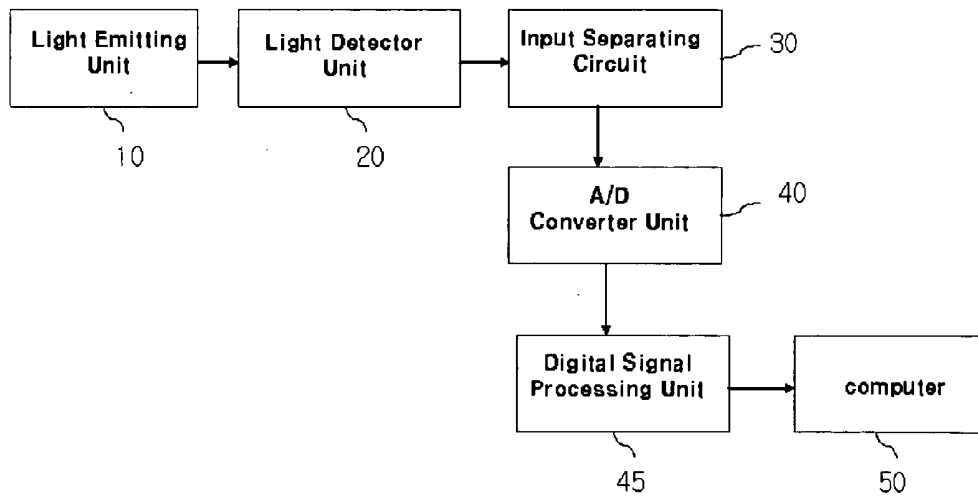 Light Emitting
Unit
10
Light Detector
Unit
20
Input Separating
Circuit
30
A/D
Converter Unit
40
Digital Signal
Processing Unit
45
computer
50